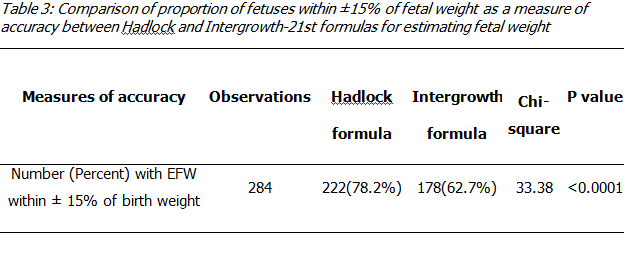 Table 3: Comparison of proportion of fetuses within ±15% of fetal weight as a measure of
accuracy between Hadlock and Intergrowth-21st formulas for estimating fetal weight
Measures of accuracy Observations Hadlock formula Intergrowth formula Chi-square P value
Number (Percent) with EFW
within ± 15% of birth weight 284 222(78.2%) 178(62.7%) 33.38 <0.0001